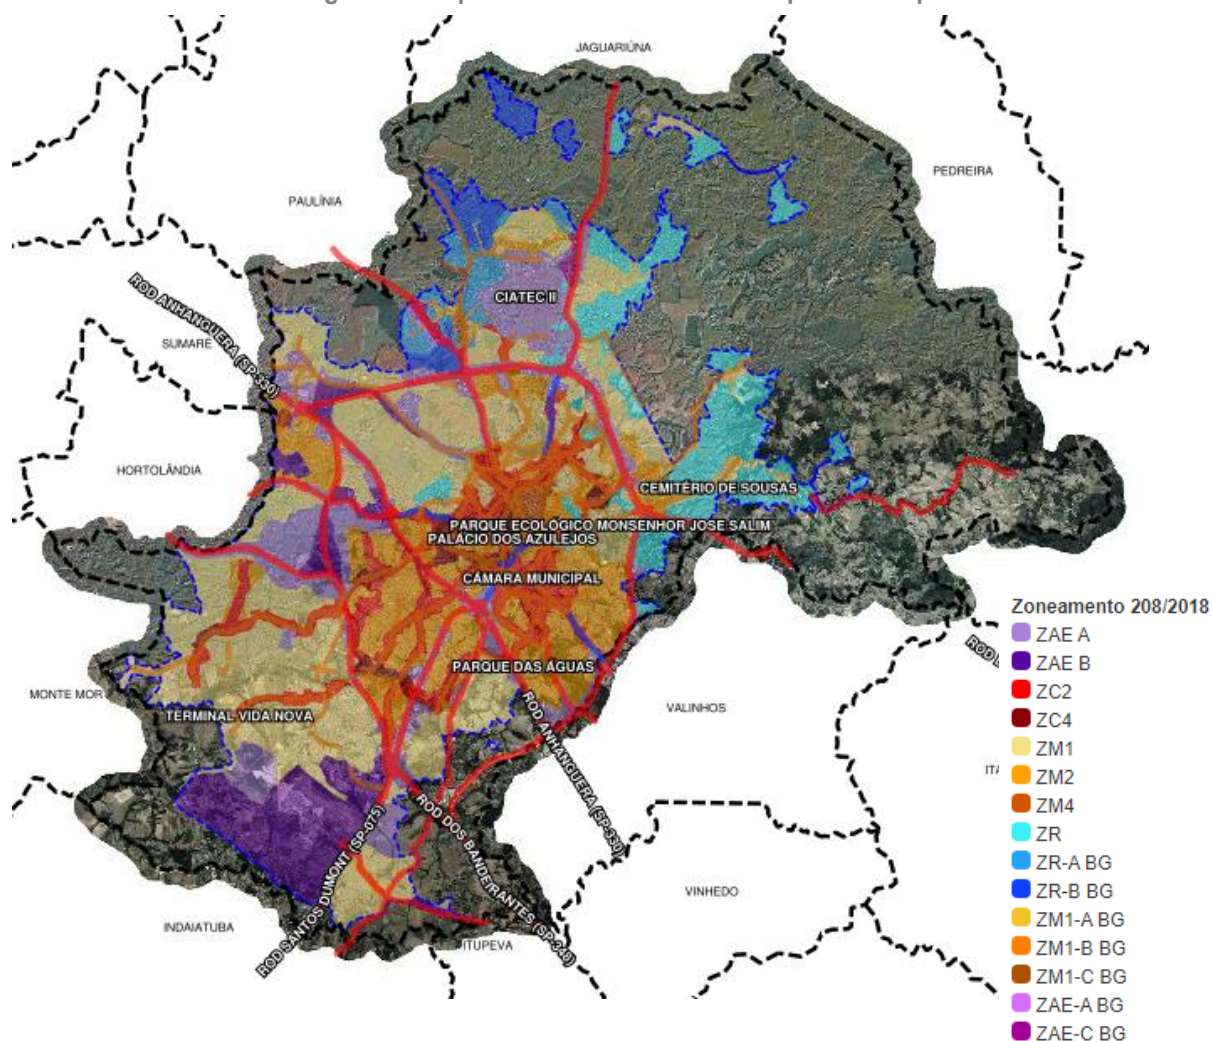 JAGUARIÚNA
PEDREIRA
PAULÍNIA
CIATEC II
ROD ANHANGUERA (SP-330)
SUMARÉ
HORTOLÂNDIA
CEMITÉRIO DE SOUSAS
PARQUE ECOLÓGICO MONSENHOR JOSE SALIM
PALÁCIO DOS AZULEJOS
CÂMARA MUNICIPAL
PARQUE DAS ÁGUAS
MONTE MOR
TERMINAL VIDA NOVA
VALINHOS
ROD ANHANGUERA (SP-330)
ROD DOS BANDEIRANTES (SP-348)
ROD SANTOS DUMONT (SP-075)
VINHEDO
INDAIATUBA
ITUPEVA
ROD
Zoneamento 208/2018
ZAE A
ZAE B
ZC2
ZC4
ZM1
ZM2
ZM4
ZR
ZR-A BG
ZR-B BG
ZM1-A BG
ZM1-B BG
ZM1-C BG
ZAE-A BG
ZAE-C BG